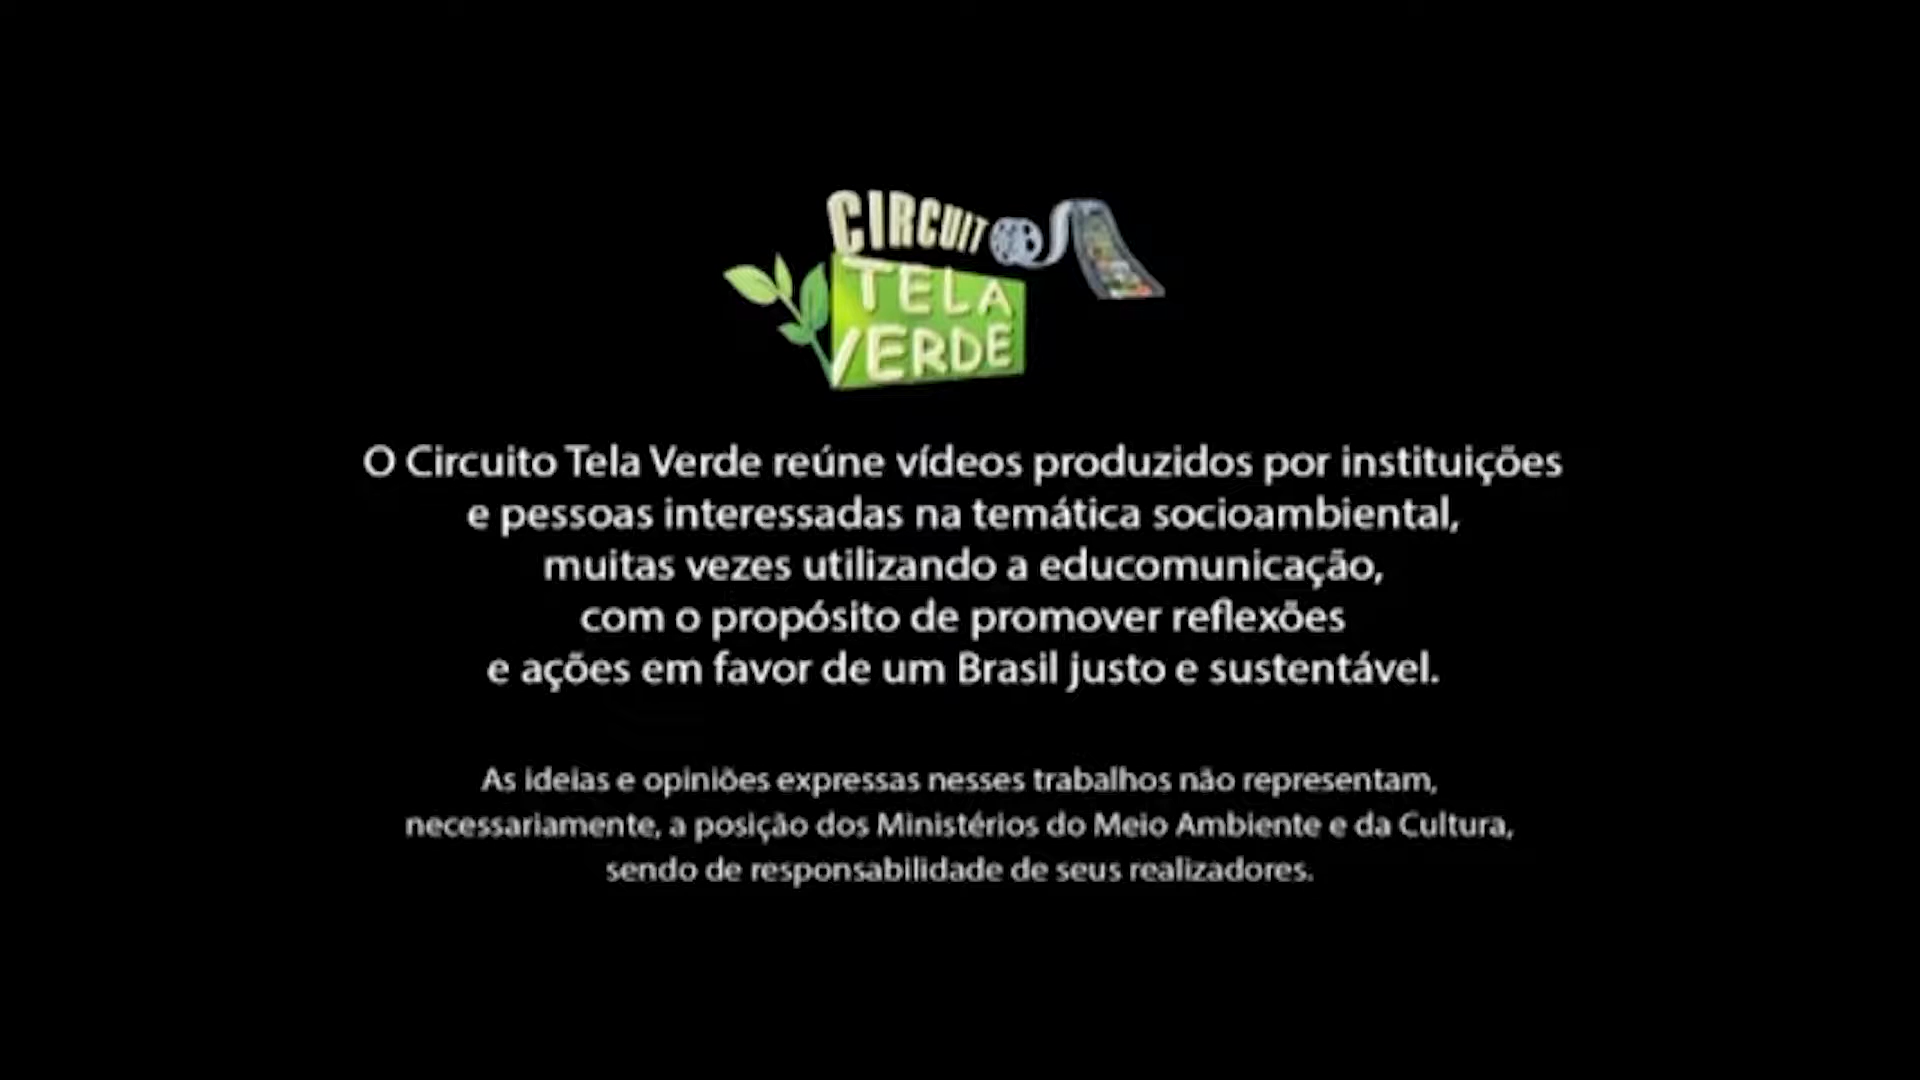 CIRCUITO
TELA
VERDE
O Circuito Tela Verde reúne vídeos produzidos por instituições
e pessoas interessadas na temática socioambiental,
muitas vezes utilizando a educomunicação,
com o propósito de promover reflexões
e ações em favor de um Brasil justo e sustentável.
As ideias e opiniões expressas nesses trabalhos não representam,
necessariamente, a posição dos Ministérios do Meio Ambiente e da Cultura,
sendo de responsabilidade de seus realizadores.